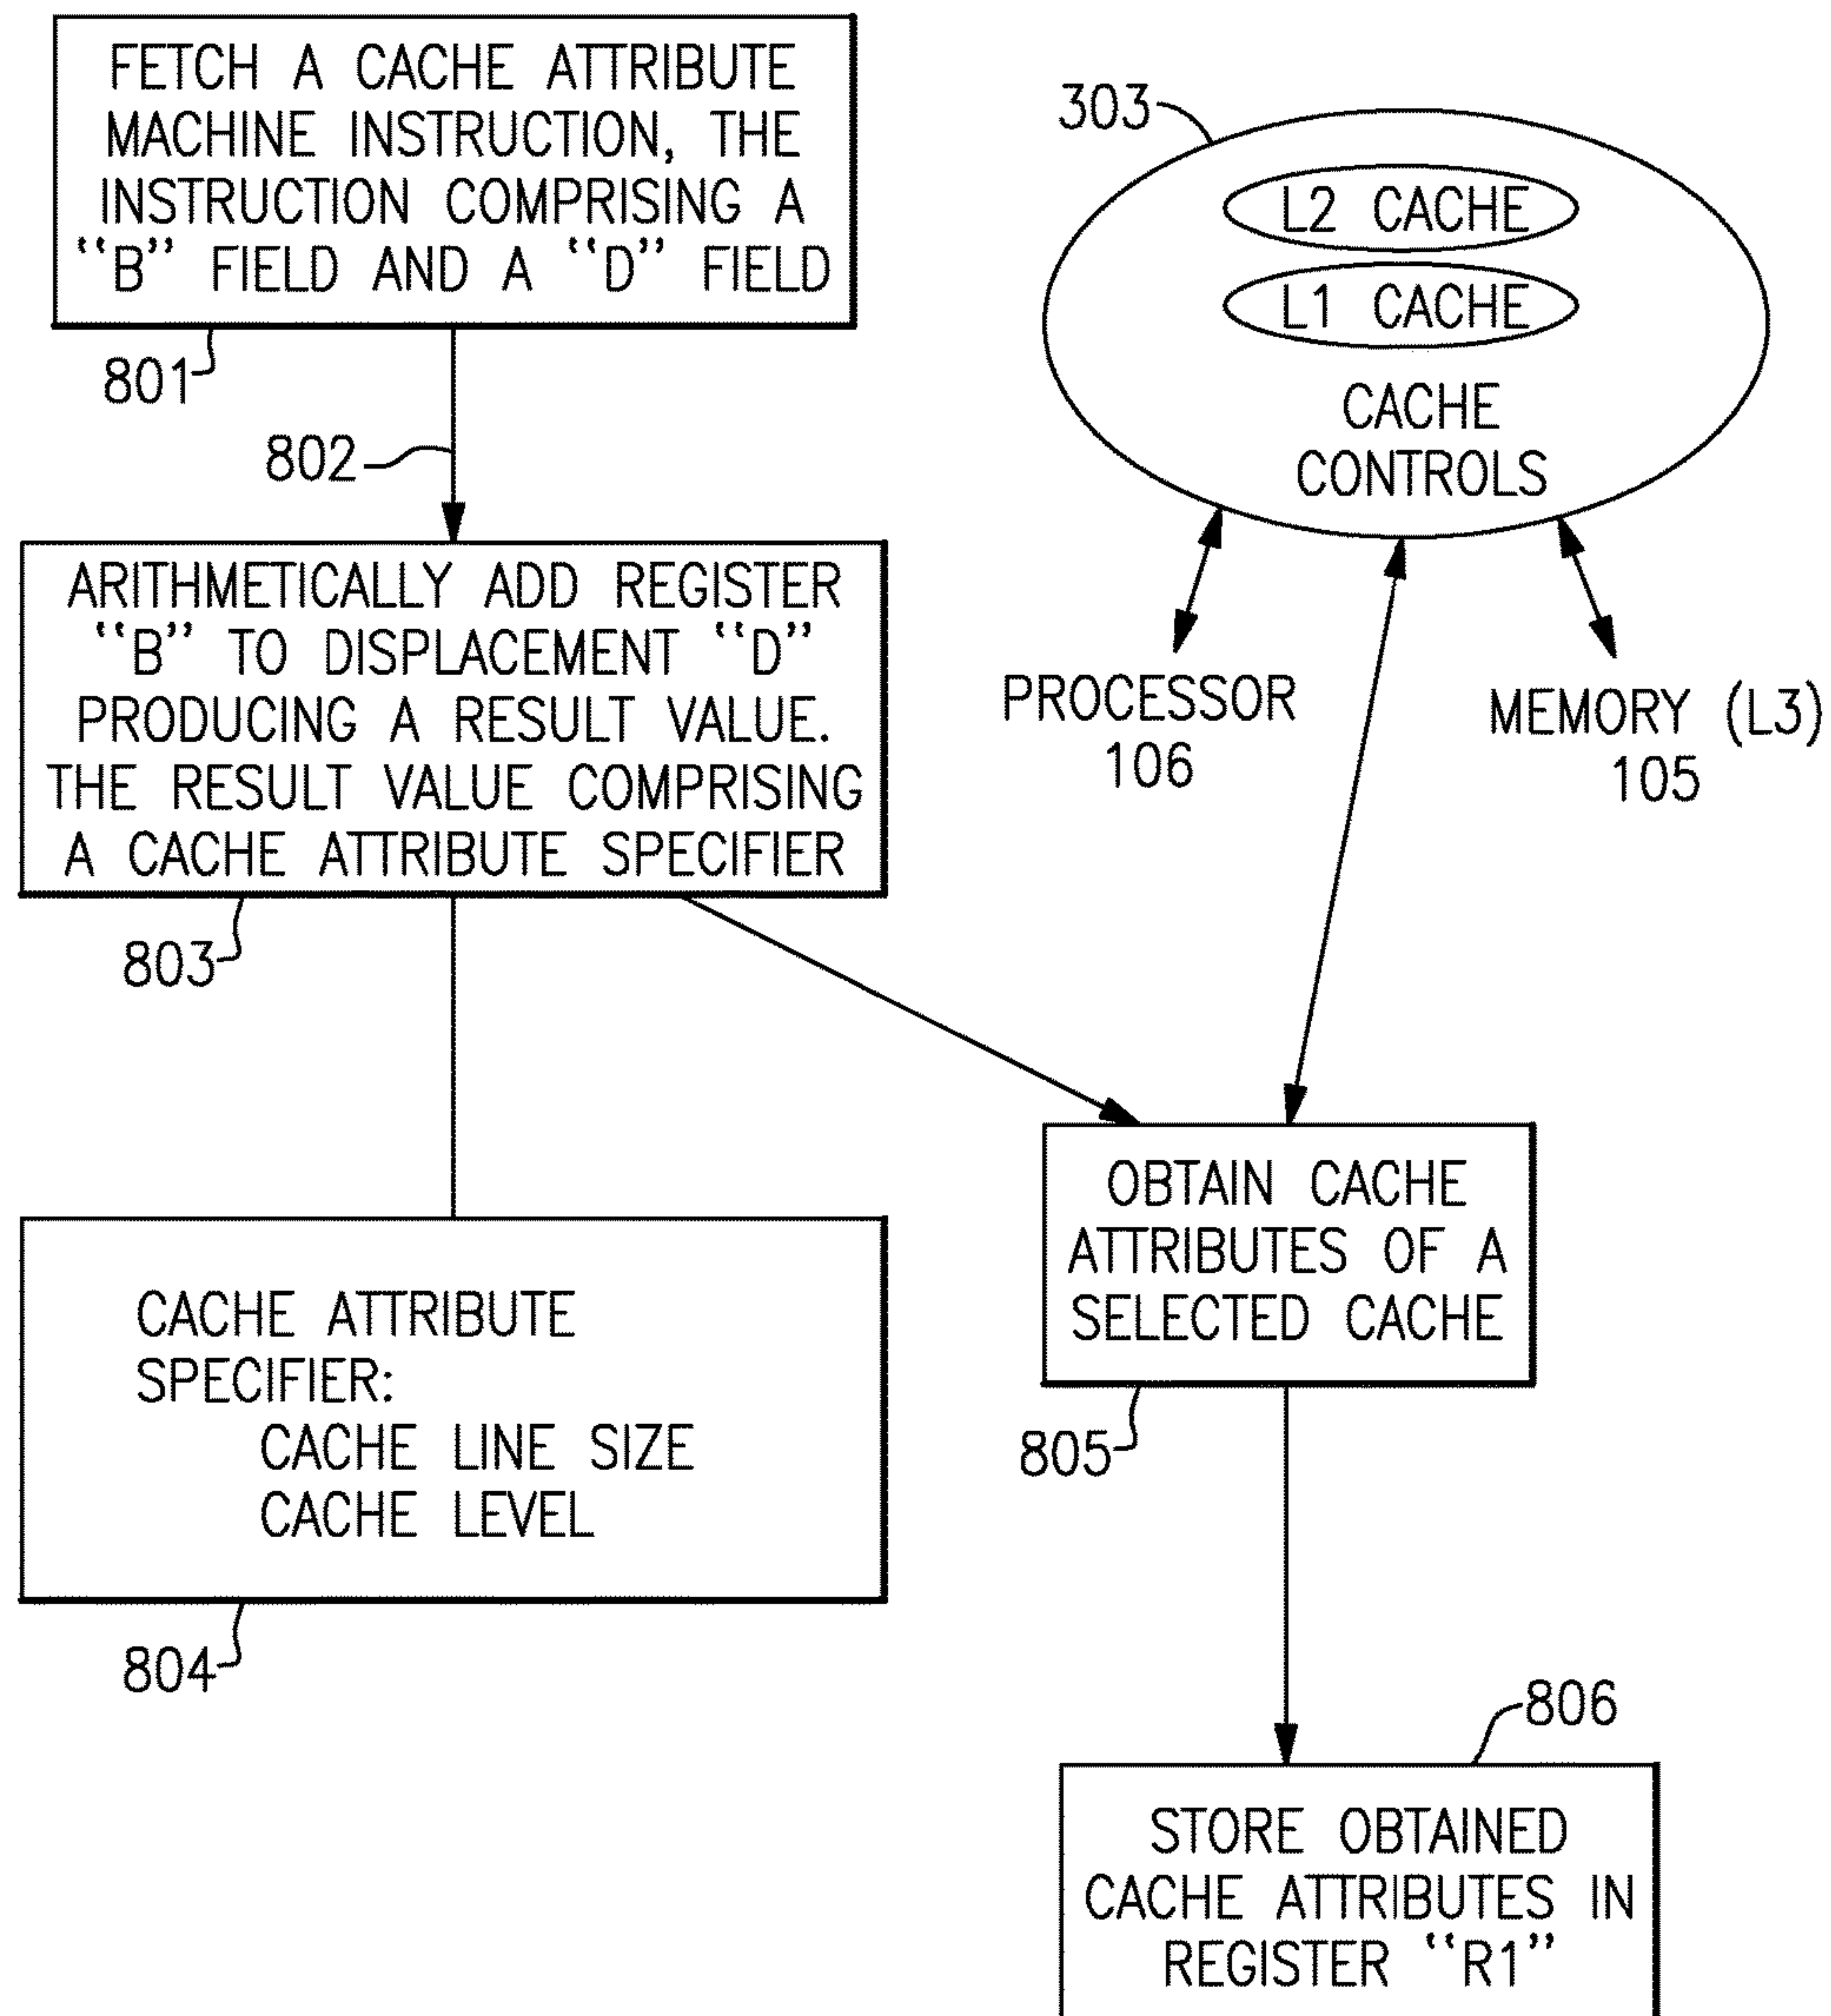 FETCH A CACHE ATTRIBUTE
MACHINE INSTRUCTION, THE
INSTRUCTION COMPRISING A
“B” FIELD AND A “D” FIELD
801
802
ARITHMETICALLY ADD REGISTER
“B” TO DISPLACEMENT “D”
PRODUCING A RESULT VALUE.
THE RESULT VALUE COMPRISING
A CACHE ATTRIBUTE SPECIFIER
803
CACHE ATTRIBUTE
SPECIFIER:
CACHE LINE SIZE
CACHE LEVEL
804
303
L2 CACHE
L1 CACHE
CACHE
CONTROLS
PROCESSOR
106
MEMORY (L3)
105
OBTAIN CACHE
ATTRIBUTES OF A
SELECTED CACHE
805
806
STORE OBTAINED
CACHE ATTRIBUTES IN
REGISTER “R1”